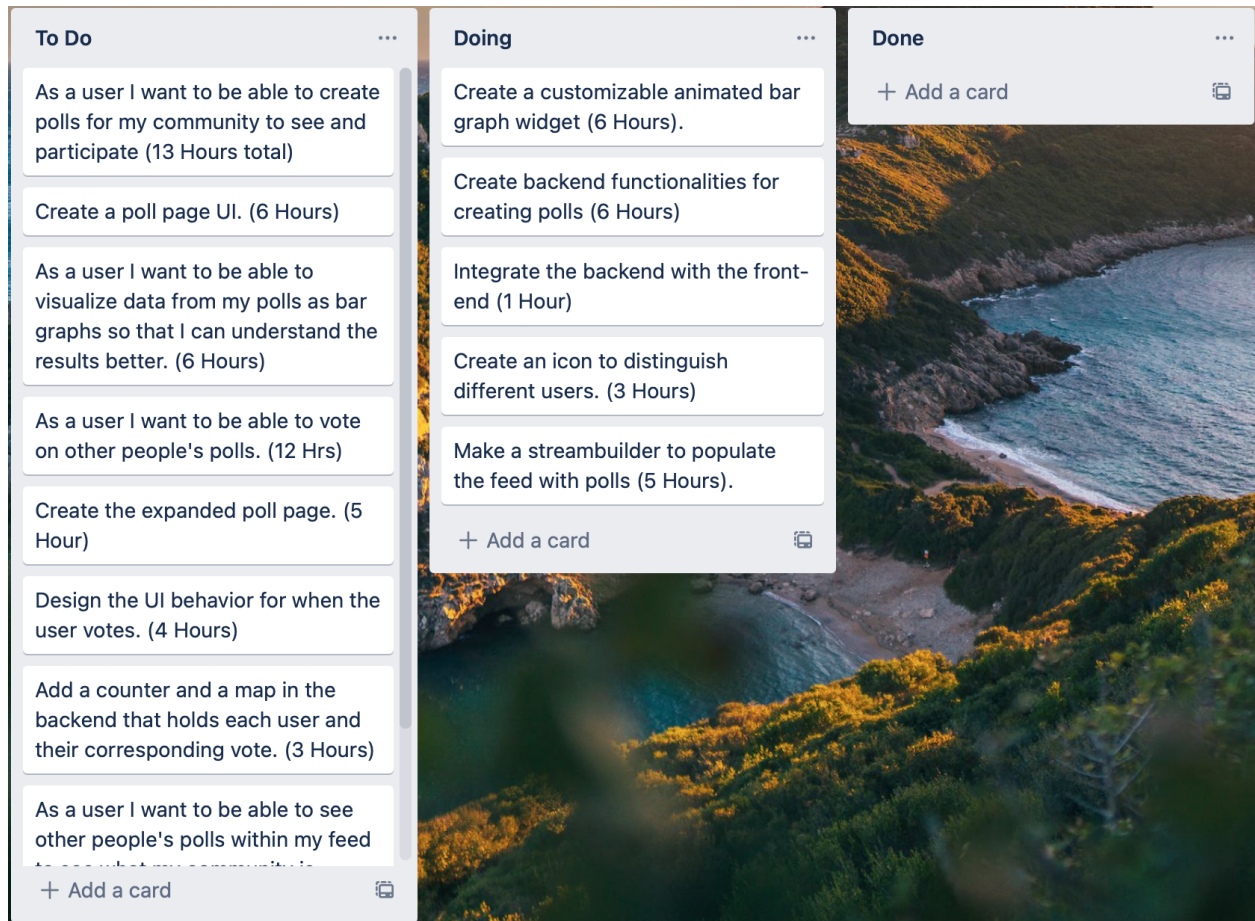 To Do
As a user I want to be able to create
polls for my community to see and
participate (13 Hours total)
Create a poll page UI. (6 Hours)
As a user I want to be able to
visualize data from my polls as bar
graphs so that I can understand the
results better. (6 Hours)
As a user I want to be able to vote
on other people's polls. (12 Hrs)
Create the expanded poll page. (5
Hour)
Design the UI behavior for when the
user votes. (4 Hours)
Add a counter and a map in the
backend that holds each user and
their corresponding vote. (3 Hours)
As a user I want to be able to see
other people's polls within my feed
to see what my community is
+ Add a card
Doing
Create a customizable animated bar
graph widget (6 Hours).
Create backend functionalities for
creating polls (6 Hours)
Integrate the backend with the front-
end (1 Hour)
Create an icon to distinguish
different users. (3 Hours)
Make a streambuilder to populate
the feed with polls (5 Hours).
+ Add a card
Done
+ Add a card